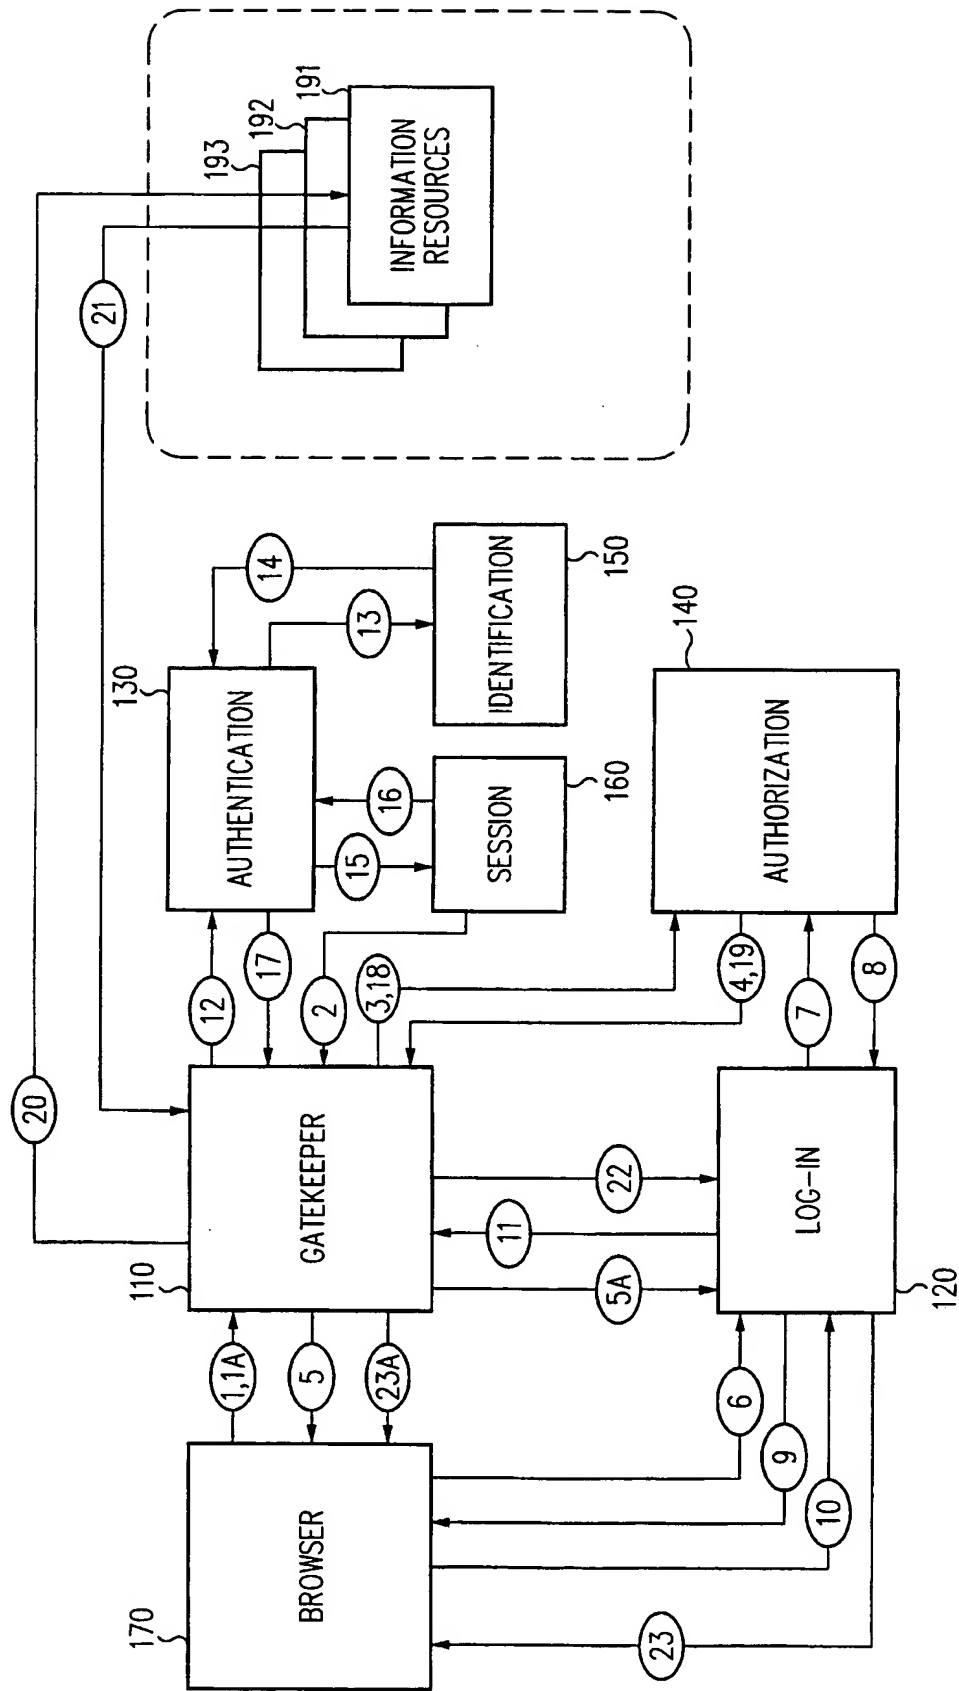 20
21
193
192
191
INFORMATION
RESOURCES
130
AUTHENTICATION
14
13
IDENTIFICATION
150
12
17
15
16
SESSION
160
2
3,18
4,19
140
AUTHORIZATION
7
8
110
GATEKEEPER
1,1A
5
23A
22
11
5A
170
BROWSER
6
9
10
23
LOG-IN
120